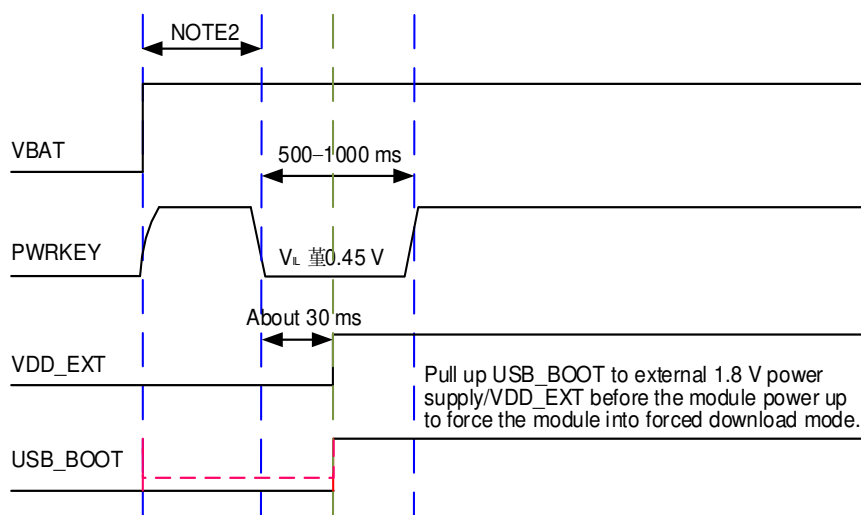 NOTE2
VBAT
500–1000 ms
PWRKEY
VIL 堇0.45 V
About 30 ms
VDD_EXT
Pull up USB_BOOT to external 1.8 V power
supply/VDD_EXT before the module power up
to force the module into forced download mode.
USB_BOOT